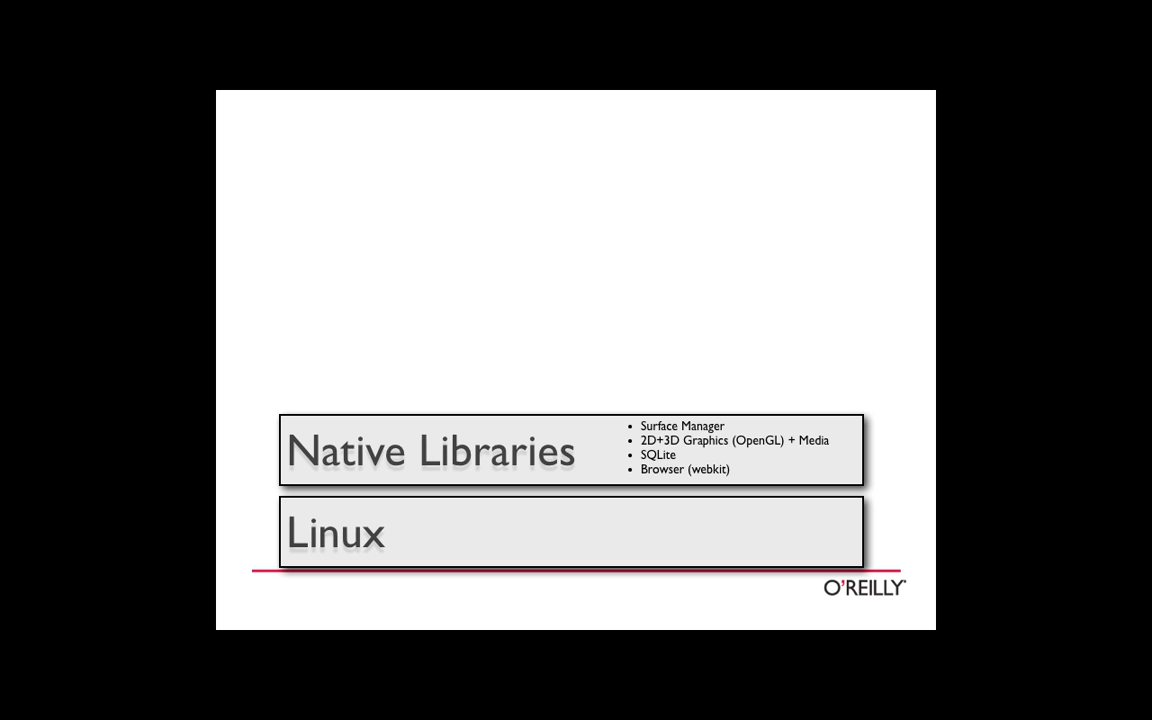 Native Libraries
• Surface Manager
• 2D+3D Graphics (OpenGL) + Media
• SQLite
• Browser (webkit)
Linux
O'REILLY